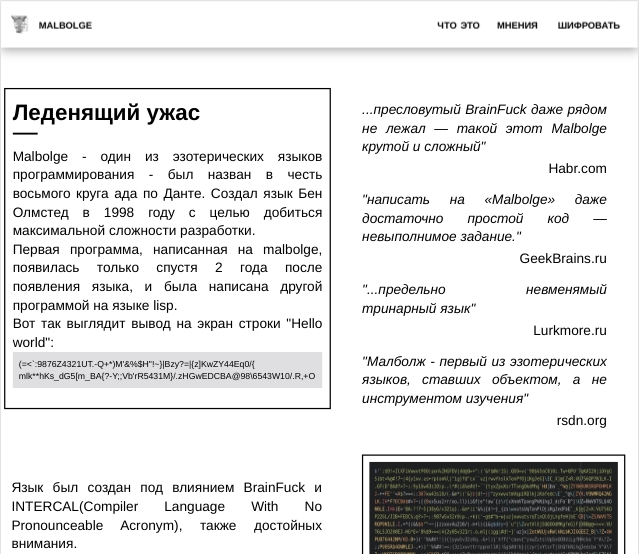 MALBOLGE
ЧТО ЭТО МНЕНИЯ ШИФРОВАТЬ
Леденящий ужас
Malbolge - один из эзотерических языков
программирования - был назван в честь
восьмого круга ада по Данте. Создал язык Бен
Олмстед в 1998 году с целью добиться
максимальной сложности разработки.
Первая программа, написанная на malbolge,
появилась только спустя 2 года после
появления языка, и была написана другой
программой на языке lisp.
Вот так выглядит вывод на экран строки "Hello
world":
(=<`:9876Z4321UT.-Q+*)M'&%$H"!~}|Bzy?=|{z]KwZY44Eq0/{
mlk**hKs_dG5[m_BA{?-Y;;Vb'rR5431M}/.zHGwEDCBA@98\6543W10/.R,+O
Язык был создан под влиянием BrainFuck и
INTERCAL(Compiler Language With No
Pronounceable Acronym), также достойных
внимания.
...пресловутый BrainFuck даже рядом
не лежал — такой этот Malbolge
крутой и сложный"
Habr.com
"написать на «Malbolge» даже
достаточно простой код —
невыполнимое задание."
GeekBrains.ru
"...предельно невменямый
тринарный язык"
Lurkmore.ru
"Малболж - первый из эзотерических
языков, ставших объектом, а не
инструментом изучения"
rsdn.org